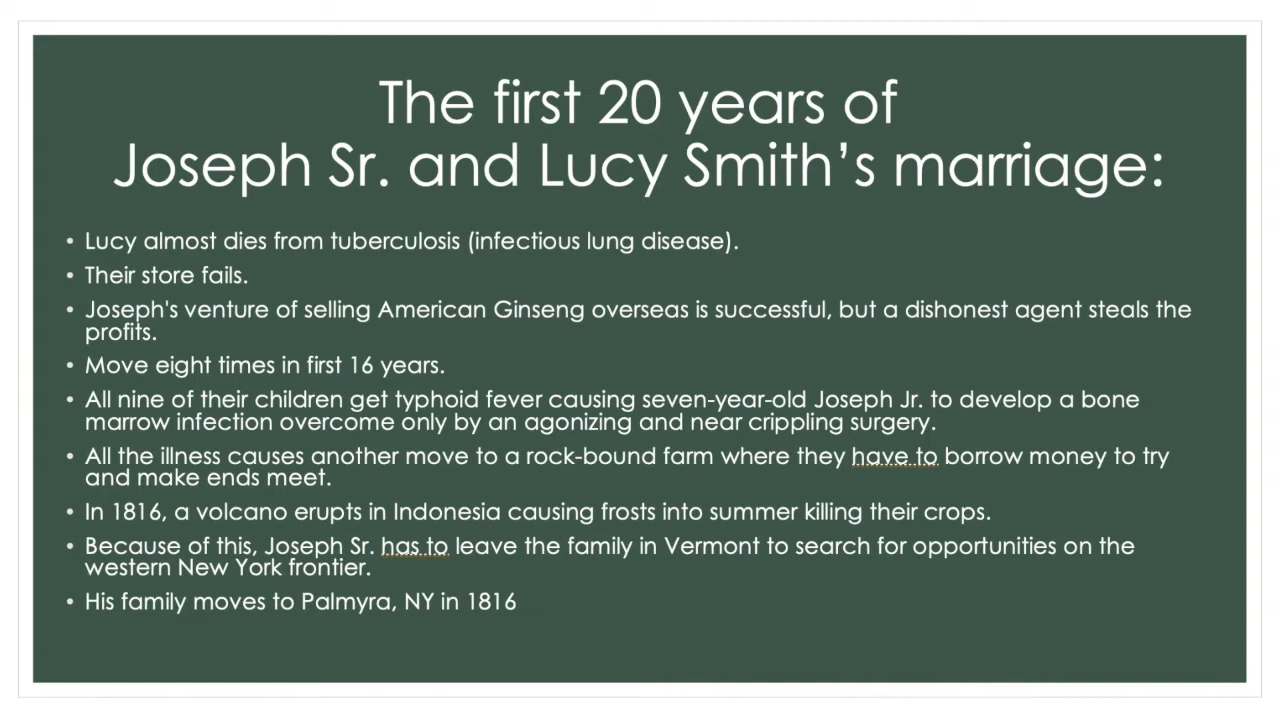 The first 20 years of
Joseph Sr. and Lucy Smith’s marriage:
• Lucy almost dies from tuberculosis (infectious lung disease).
• Their store fails.
• Joseph's venture of selling American Ginseng overseas is successful, but a dishonest agent steals the
profits.
• Move eight times in first 16 years.
• All nine of their children get typhoid fever causing seven-year-old Joseph Jr. to develop a bone
marrow infection overcome only by an agonizing and near crippling surgery.
• All the illness causes another move to a rock-bound farm where they have to borrow money to try
and make ends meet.
• In 1816, a volcano erupts in Indonesia causing frosts into summer killing their crops.
• Because of this, Joseph Sr. has to leave the family in Vermont to search for opportunities on the
western New York frontier.
• His family moves to Palmyra, NY in 1816